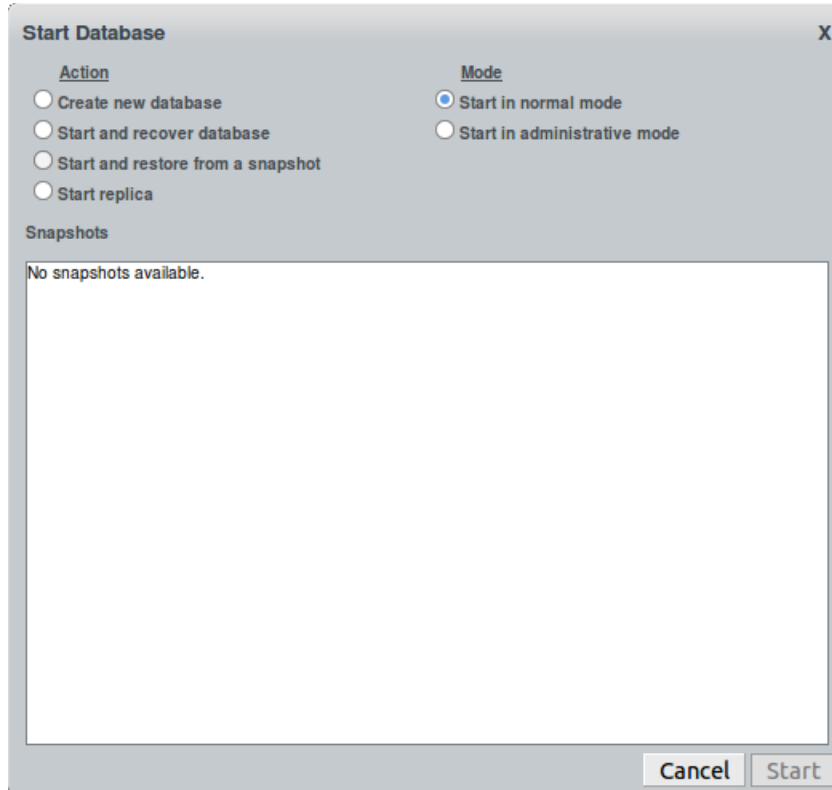 Start Database X
Action
Create new database
Start and recover database
Start and restore from a snapshot
Start replica
Mode
Start in normal mode
Start in administrative mode
Snapshots
No snapshots available.
Cancel Start